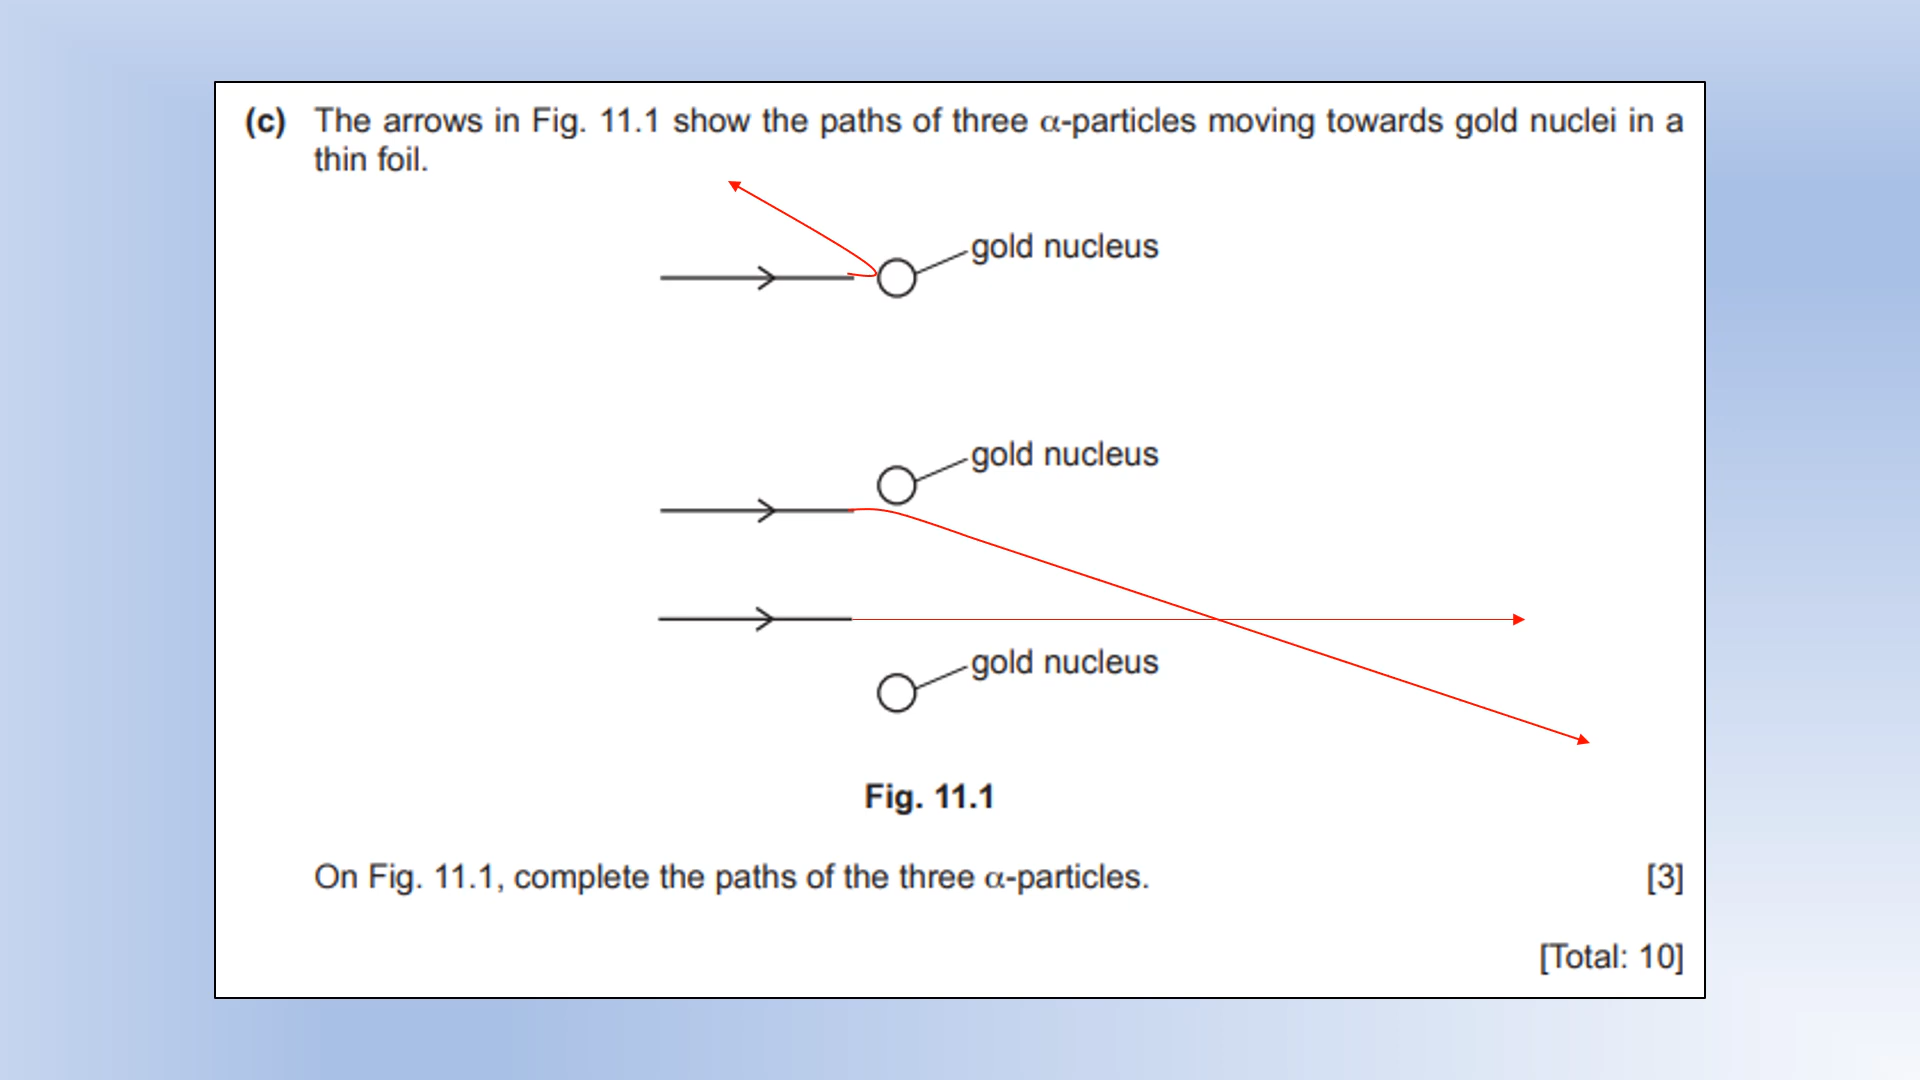 (c) The arrows in Fig. 11.1 show the paths of three α-particles moving towards gold nuclei in a
thin foil.
gold nucleus
gold nucleus
gold nucleus
Fig. 11.1
On Fig. 11.1, complete the paths of the three α-particles. [3]
[Total: 10]